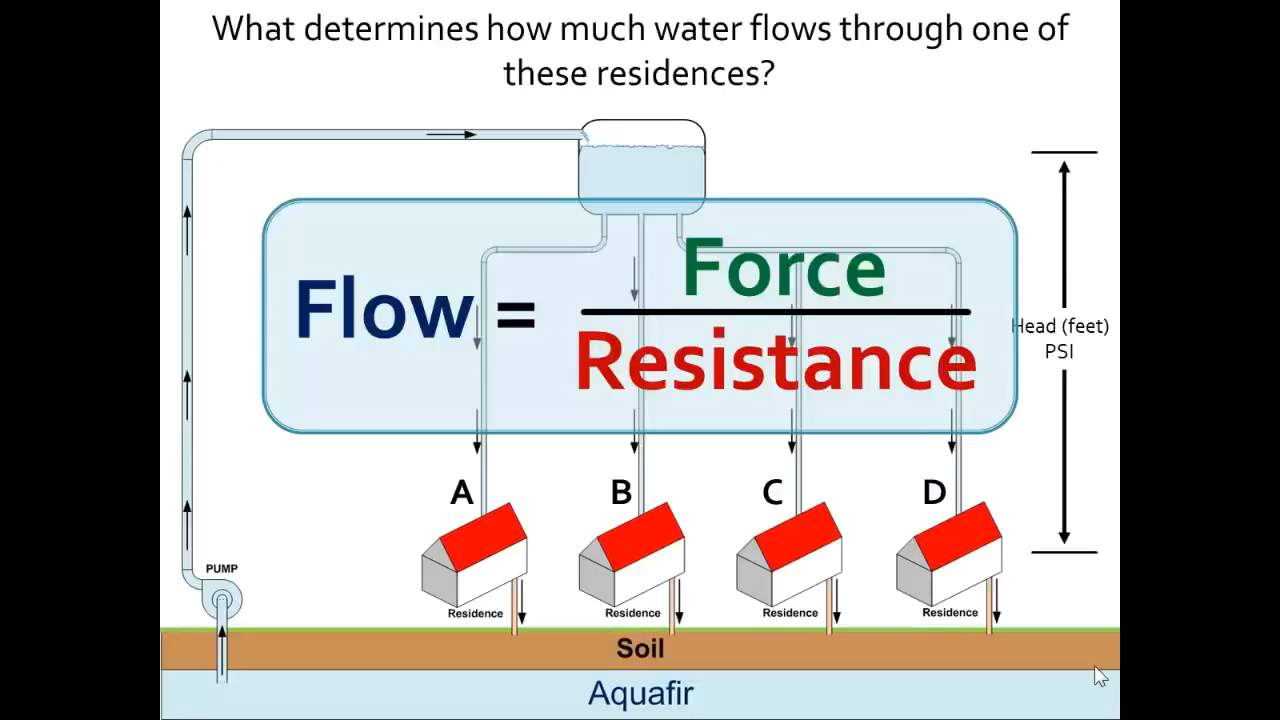 What determines how much water flows through one of
these residences?
Flow = Force
Resistance
Head (feet)
PSI
A B C D
PUMP
Residence Residence Residence Residence
Soil
Aquafir